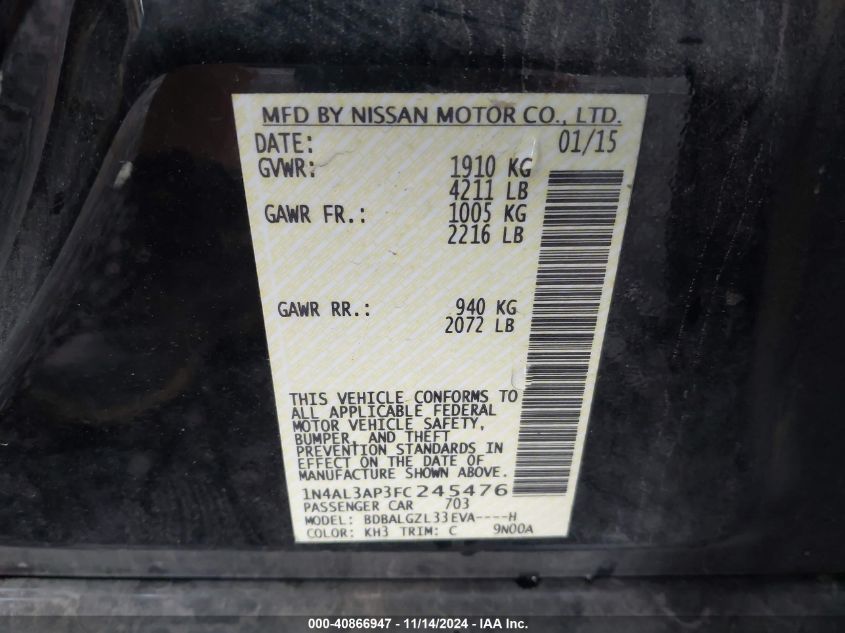 MFD BY NISSAN MOTOR CO., LTD.
DATE: 01/15
GVWR: 1910 KG
4211 LB
GAWR FR.: 1005 KG
2216 LB
GAWR RR.: 940 KG
2072 LB
THIS VEHICLE CONFORMS TO
ALL APPLICABLE FEDERAL
MOTOR VEHICLE SAFETY,
BUMPER, AND THEFT
PREVENTION STANDARDS IN
EFFECT ON THE DATE OF
MANUFACTURE SHOWN ABOVE.
1N4AL3AP3FC245476
PASSENGER CAR 703
MODEL: BDBALGZL33EVA----H
COLOR: KH3 TRIM: C 9N00A
000-40866947 - 11/14/2024 - IAA Inc.